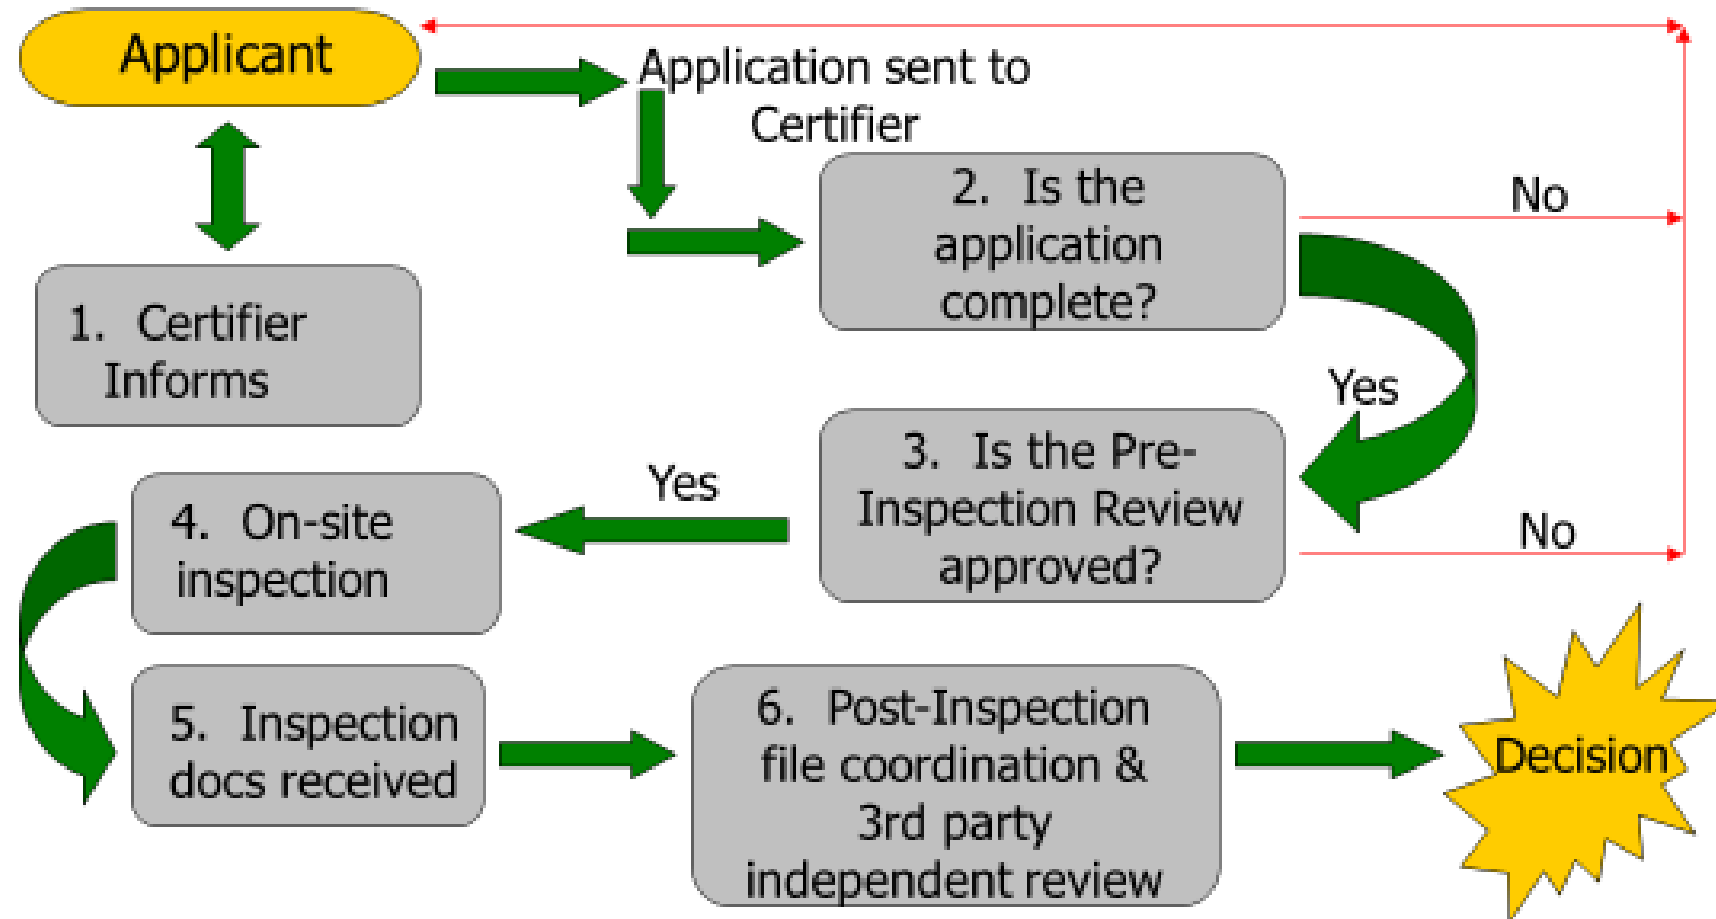 Applicant
Application sent to
Certifier
1. Certifier
Informs
2. Is the
application
complete?
No
Yes
3. Is the Pre-
Inspection Review
approved?
No
Yes
4. On-site
inspection
5. Inspection
docs received
6. Post-Inspection
file coordination &
3rd party
independent review
Decision